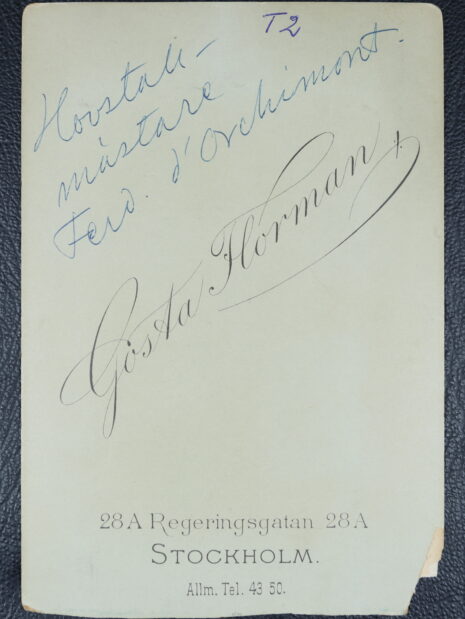 T2
Hovstall-
mästare
Ferd. d'Orchimont.
Gösta Florman
28A Regeringsgatan 28A
STOCKHOLM.
Allm. Tel. 43 50.